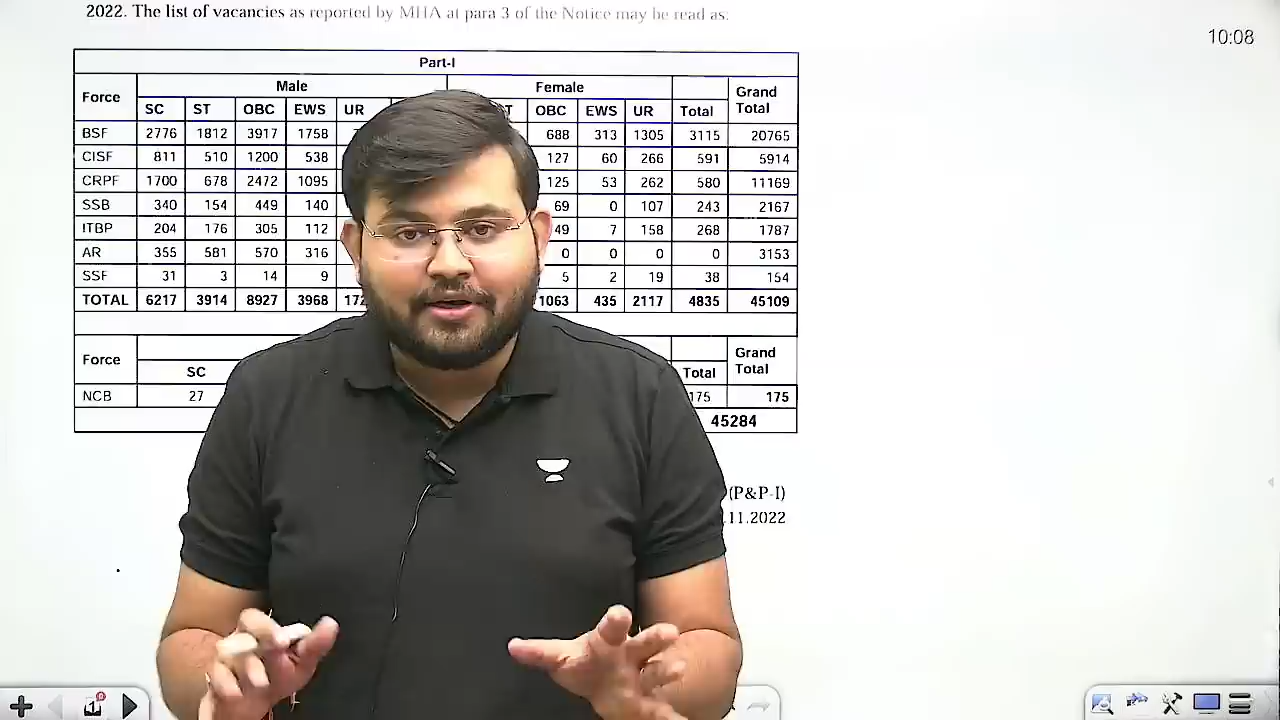 2022. The list of vacancies as reported by MHA at para 3 of the Notice may be read as:
10:08
Part-I
Force Male Female Grand Total
SC ST OBC EWS UR OBC EWS UR Total
BSF 2776 1812 3917 1758 688 313 1305 3115 20765
CISF 811 510 1200 538 127 60 266 591 5914
CRPF 1700 678 2472 1095 125 53 262 580 11169
SSB 340 154 449 140 69 0 107 243 2167
ITBP 204 176 305 112 49 7 158 268 1787
AR 355 581 570 316 0 0 0 0 3153
SSF 31 3 14 9 5 2 19 38 154
TOTAL 6217 3914 8927 3968 1063 435 2117 4835 45109
Force Grand Total
SC Total
NCB 27 175 175
45284
(P&P-I)
.11.2022
1